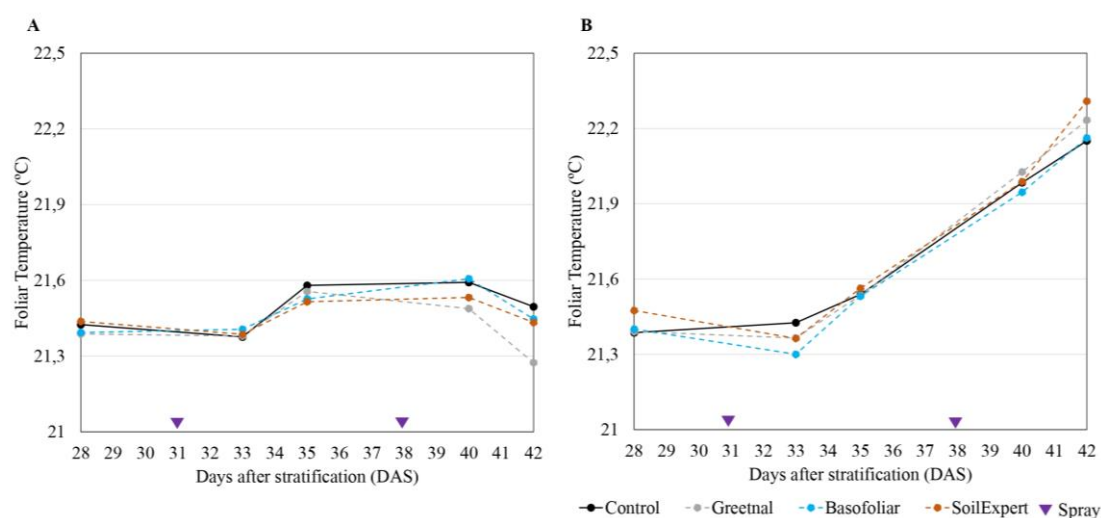 A
22,5
22,2
21,9
21,6
21,3
21
Foliar Temperature (ºC)
28 29 30 31 32 33 34 35 36 37 38 39 40 41 42
Days after stratification (DAS)
B
22,5
22,2
21,9
21,6
21,3
21
Foliar Temperature (ºC)
28 29 30 31 32 33 34 35 36 37 38 39 40 41 42
Days after stratification (DAS)
Control Greetnal Basofoliar SoilExpert Spray